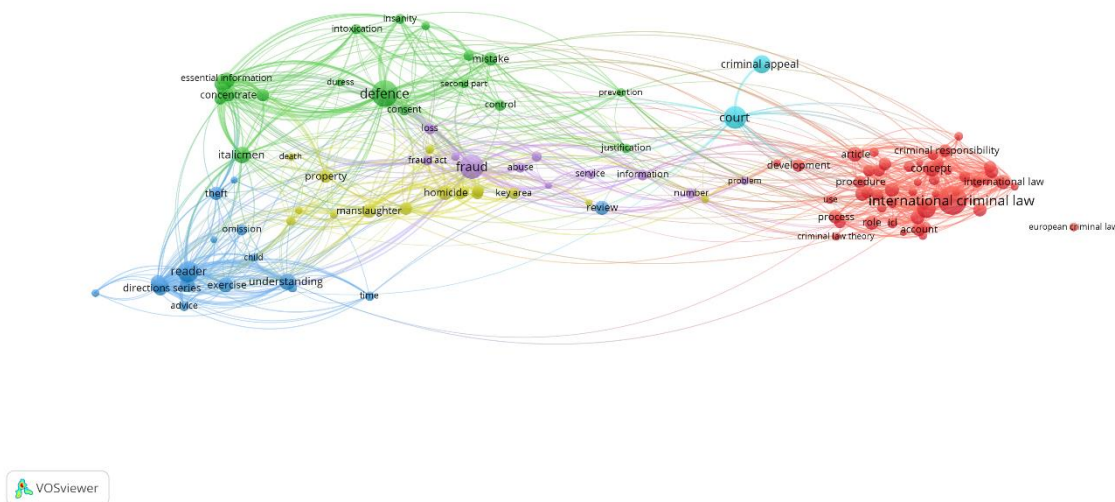 insanity
intoxication
mistake
criminal appeal
essential information
duress
second part
concentrate
defence
prevention
control
consent
court
loss
justification
italicmen
death
fraud act
fraud
abuse
article
criminal responsibility
development
concept
property
service
information
problem
procedure
international law
theft
homicide
key area
number
use
international criminal law
manslaughter
review
process
role
icl
account
omission
criminal law theory
european criminal law
child
reader
directions series
exercise
understanding
time
advice
VOSviewer